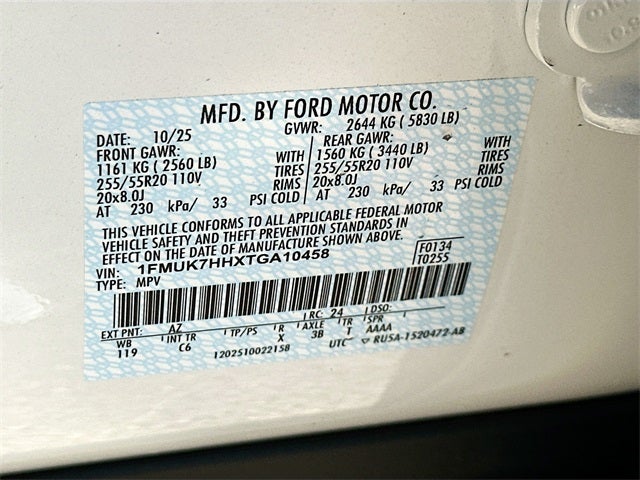 MFD. BY FORD MOTOR CO.
DATE: 10/25 GVWR: 2644 KG ( 5830 LB)
FRONT GAWR: REAR GAWR:
1161 KG ( 2560 LB) WITH 1560 KG ( 3440 LB) WITH
255/55R20 110V TIRES 255/55R20 110V TIRES
20x8.0J RIMS 20x8.0J RIMS
AT 230 kPa/ 33 PSI COLD AT 230 kPa/ 33 PSI COLD
THIS VEHICLE CONFORMS TO ALL APPLICABLE FEDERAL MOTOR
VEHICLE SAFETY AND THEFT PREVENTION STANDARDS IN
EFFECT ON THE DATE OF MANUFACTURE SHOWN ABOVE.
VIN: 1FMUK7HHXTGA10458 F0134
TYPE: MPV T0255
EXT PNT: AZ RC: 24 DSO:
WB INT TR TP/PS R AXLE TR SPR
119 C6 X 3B T AAAA
1202510022158 UTC RU5A-1520472-AB